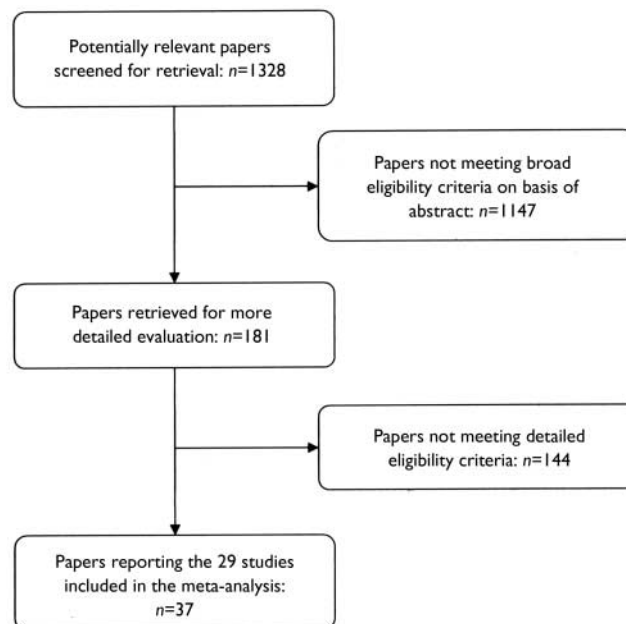 Potentially relevant papers
screened for retrieval: n=1328
Papers not meeting broad
eligibility criteria on basis of
abstract: n=1147
Papers retrieved for more
detailed evaluation: n=181
Papers not meeting detailed
eligibility criteria: n=144
Papers reporting the 29 studies
included in the meta-analysis:
n=37